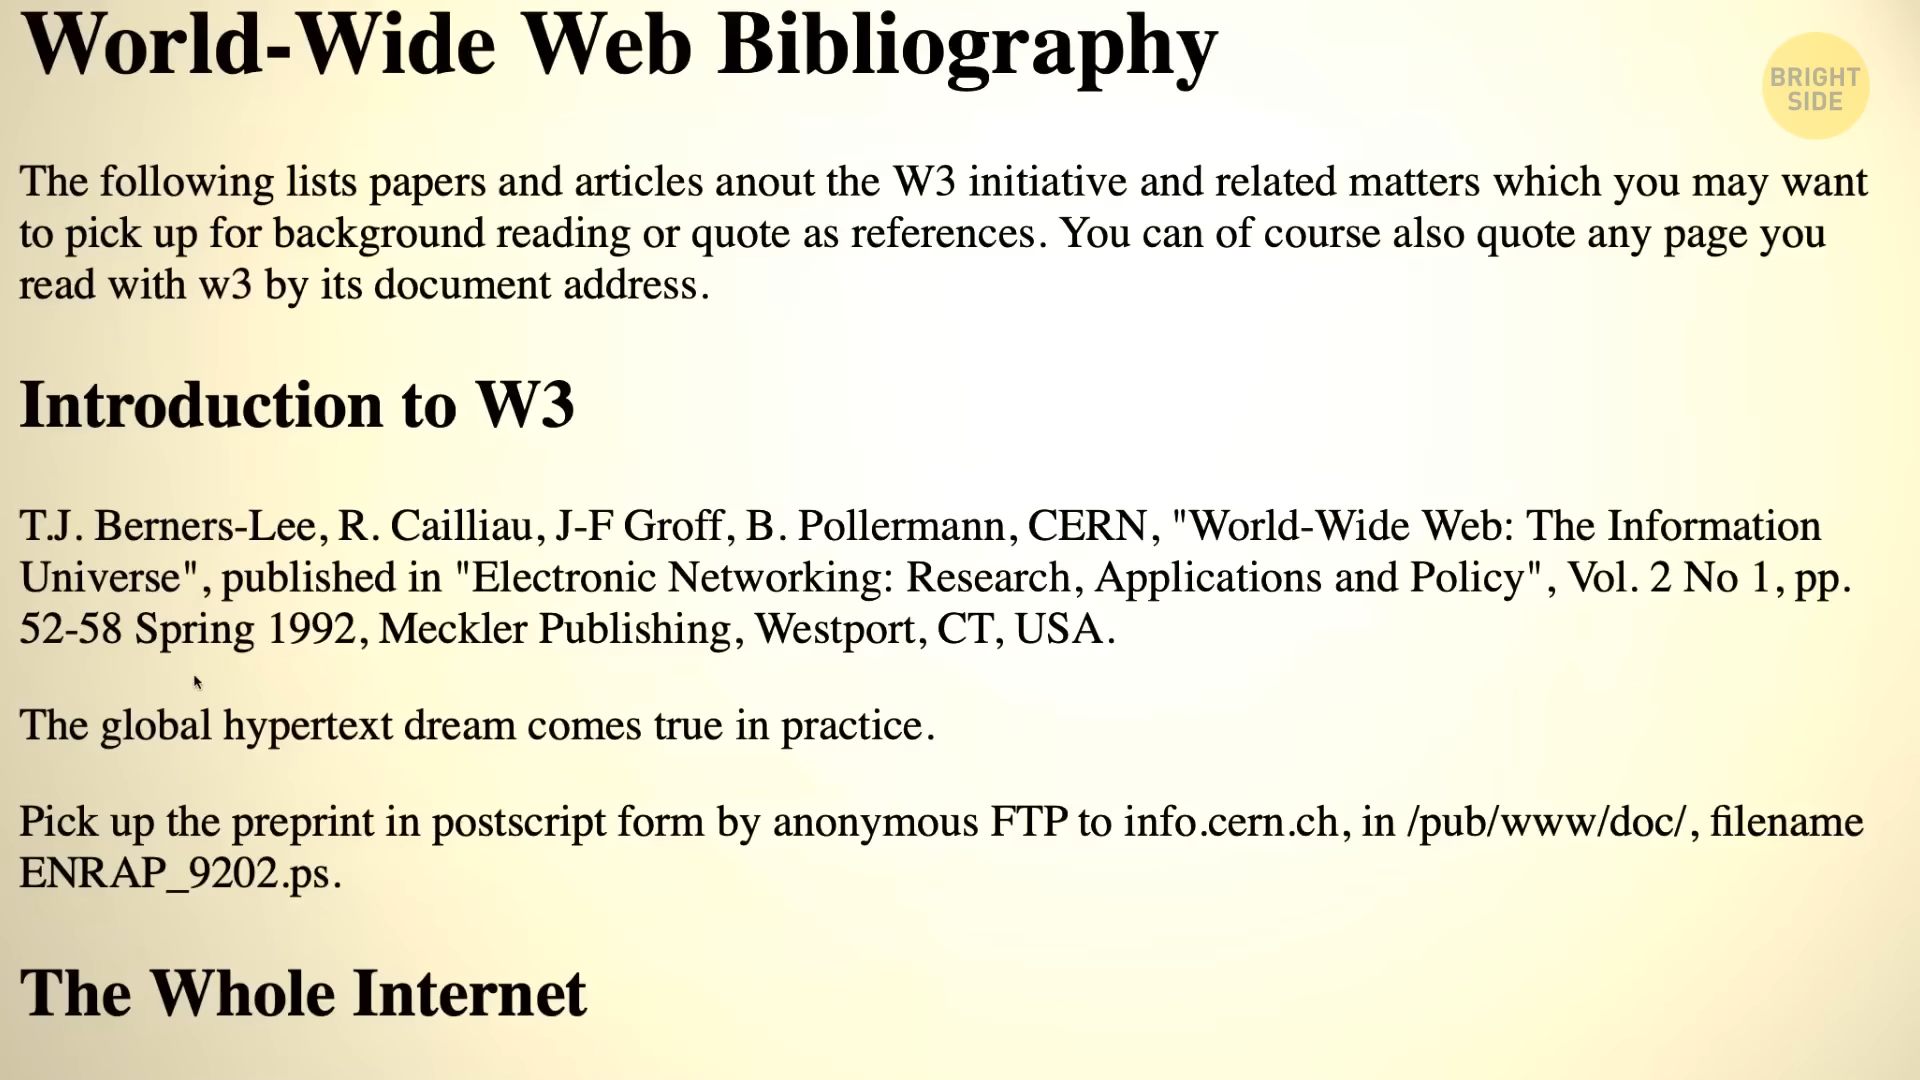 World-Wide Web Bibliography
BRIGHT
SIDE
The following lists papers and articles anout the W3 initiative and related matters which you may want
to pick up for background reading or quote as references. You can of course also quote any page you
read with w3 by its document address.
Introduction to W3
T.J. Berners-Lee, R. Cailliau, J-F Groff, B. Pollermann, CERN, "World-Wide Web: The Information
Universe", published in "Electronic Networking: Research, Applications and Policy", Vol. 2 No 1, pp.
52-58 Spring 1992, Meckler Publishing, Westport, CT, USA.
The global hypertext dream comes true in practice.
Pick up the preprint in postscript form by anonymous FTP to info.cern.ch, in /pub/www/doc/, filename
ENRAP_9202.ps.
The Whole Internet